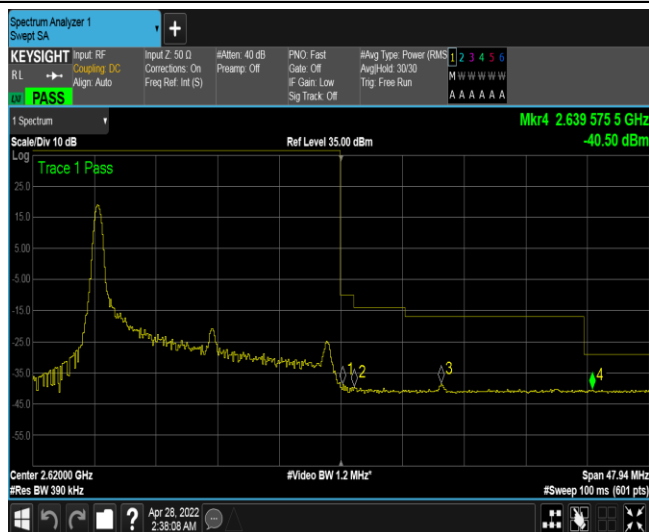 Spectrum Analyzer 1
Swept SA
KEYSIGHT
RL
PASS
Input: RF
Coupling: DC
Align: Auto
Input Z: 50 Ω
Corrections: On
Freq Ref: Int (S)
#Atten: 40 dB
Preamp: Off
PNO: Fast
Gate: Off
IF Gain: Low
Sig Track: Off
#Avg Type: Power (RMS
Avg|Hold: 30/30
Trig: Free Run
1 2 3 4 5 6
M W W W W W
A A A A A A
1 Spectrum
Mkr4 2.639 575 5 GHz
Scale/Div 10 dB
Ref Level 35.00 dBm
-40.50 dBm
Log
Trace 1 Pass
25.0
15.0
5.00
-5.00
-15.0
-25.0
-35.0
1
2
3
4
-45.0
-55.0
Center 2.62000 GHz
#Video BW 1.2 MHz*
Span 47.94 MHz
#Res BW 390 kHz
#Sweep 100 ms (601 pts)
?
Apr 28, 2022
2:38:08 AM